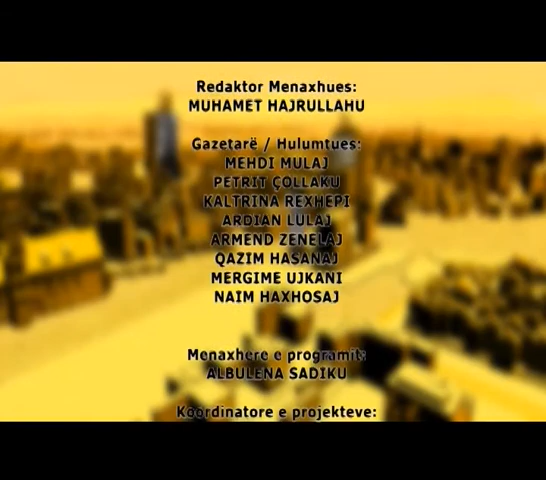 Redaktor Menaxhues:
MUHAMET HAJRULLAHU
Gazetarë / Hulumtues:
MEHDI MULAJ
PETRIT ÇOLLAKU
KALTRINA REXHEPI
ARDIAN LULAJ
ARMEND ZENELAJ
QAZIM HASANAJ
MERGIME UJKANI
NAIM HAXHOSAJ
Menaxhere e programit:
ALBULENA SADIKU
Koordinatore e projekteve: